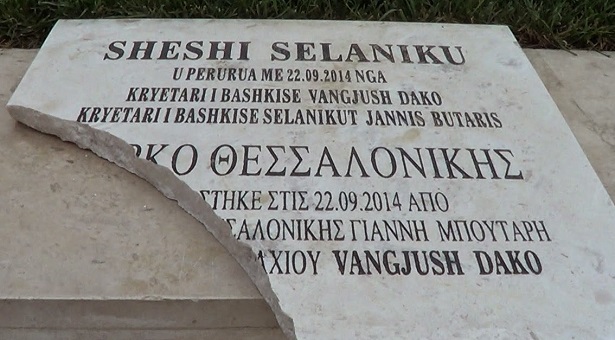 SHESHI SELANIKU
U PERURUA ME 22.09.2014 NGA
KRYETARI I BASHKISE VANGJUSH DAKO
KRYETARI I BASHKISE SELANIKUT JANNIS BUTARIS
ΡΚΟ ΘΕΣΣΑΛΟΝΙΚΗΣ
ΣΤΗΚΕ ΣΤΙΣ 22.09.2014 ΑΠΟ
ΣΑΛΟΝΙΚΗΣ ΓΙΑΝΝΗ ΜΠΟΥΤΑΡΗ
ΑΧΙΟΥ VANGJUSH DAKO